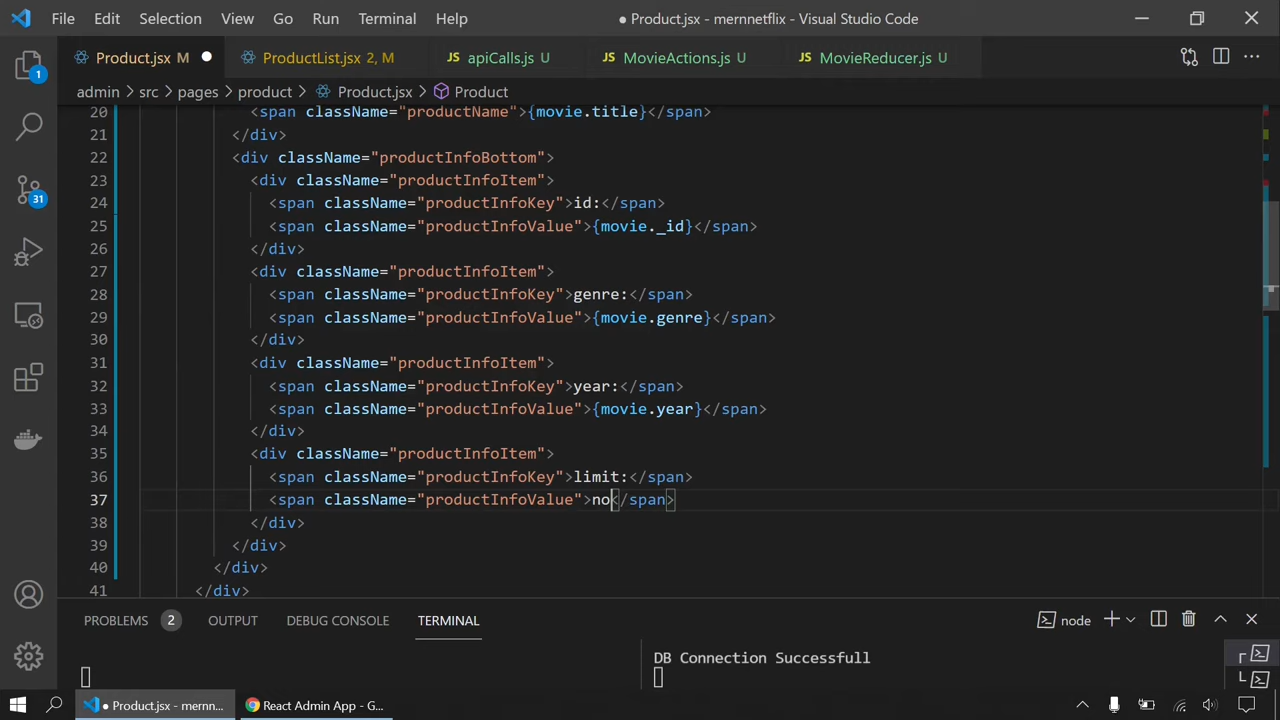 File Edit Selection View Go Run Terminal Help ● Product.jsx - mernnetflix - Visual Studio Code
Product.jsx M ProductList.jsx 2, M JS apiCalls.js U JS MovieActions.js U JS MovieReducer.js U
admin > src > pages > product > Product.jsx > Product
20 <span className="productName">{movie.title}</span>
21 </div>
22 <div className="productInfoBottom">
23 <div className="productInfoItem">
24 <span className="productInfoKey">id:</span>
25 <span className="productInfoValue">{movie._id}</span>
26 </div>
27 <div className="productInfoItem">
28 <span className="productInfoKey">genre:</span>
29 <span className="productInfoValue">{movie.genre}</span>
30 </div>
31 <div className="productInfoItem">
32 <span className="productInfoKey">year:</span>
33 <span className="productInfoValue">{movie.year}</span>
34 </div>
35 <div className="productInfoItem">
36 <span className="productInfoKey">limit:</span>
37 <span className="productInfoValue">no</span>
38 </div>
39 </div>
40 </div>
41 </div>
1
31
PROBLEMS 2 OUTPUT DEBUG CONSOLE TERMINAL node
DB Connection Successfull
● Product.jsx - mernn... React Admin App - G...